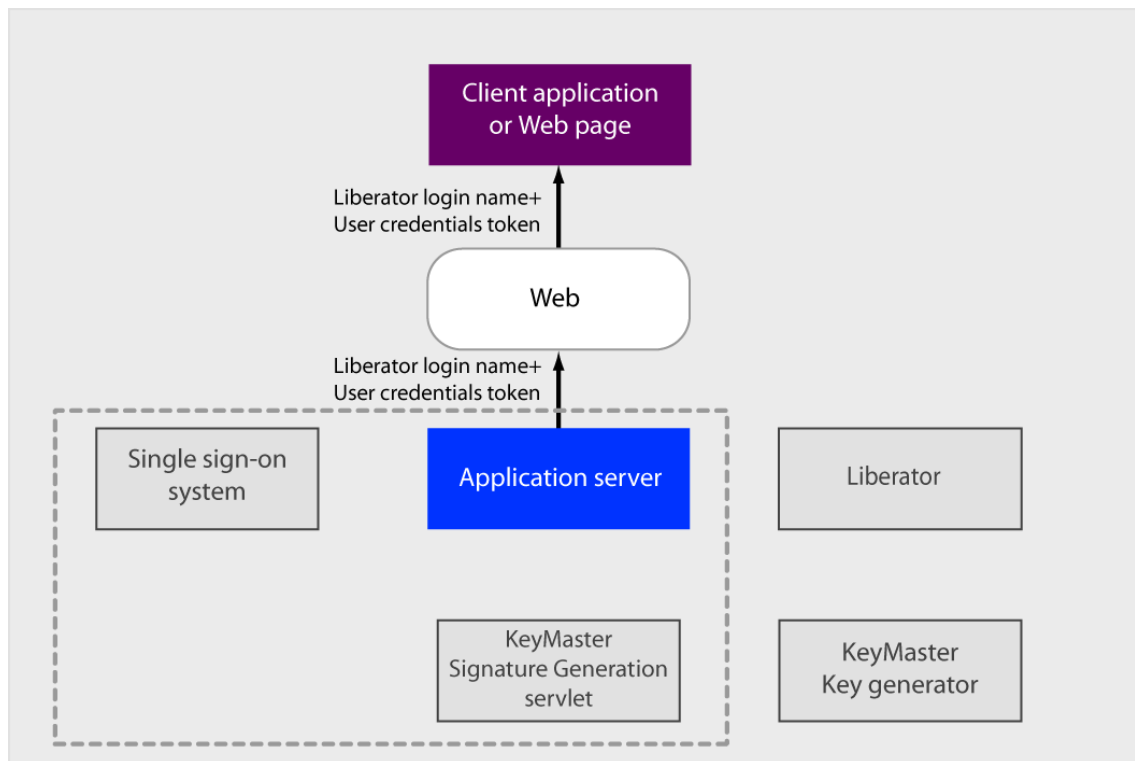 Client application
or Web page
Liberator login name+
User credentials token
Web
Liberator login name+
User credentials token
Single sign-on
system
Application server
Liberator
KeyMaster
Signature Generation
servlet
KeyMaster
Key generator